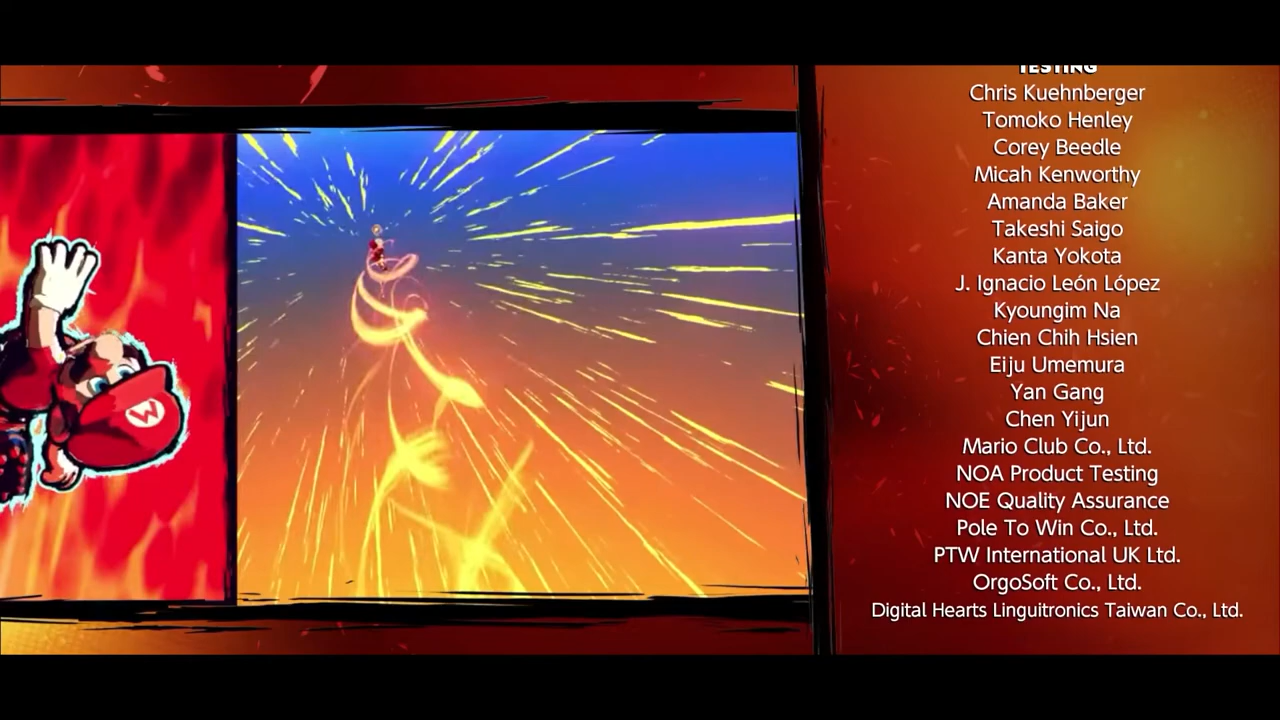 TESTING
Chris Kuehnberger
Tomoko Henley
Corey Beedle
Micah Kenworthy
Amanda Baker
Takeshi Saigo
Kanta Yokota
J. Ignacio León López
Kyoungim Na
Chien Chih Hsien
Eiju Umemura
Yan Gang
Chen Yijun
Mario Club Co., Ltd.
NOA Product Testing
NOE Quality Assurance
Pole To Win Co., Ltd.
PTW International UK Ltd.
OrgoSoft Co., Ltd.
Digital Hearts Linguitronics Taiwan Co., Ltd.